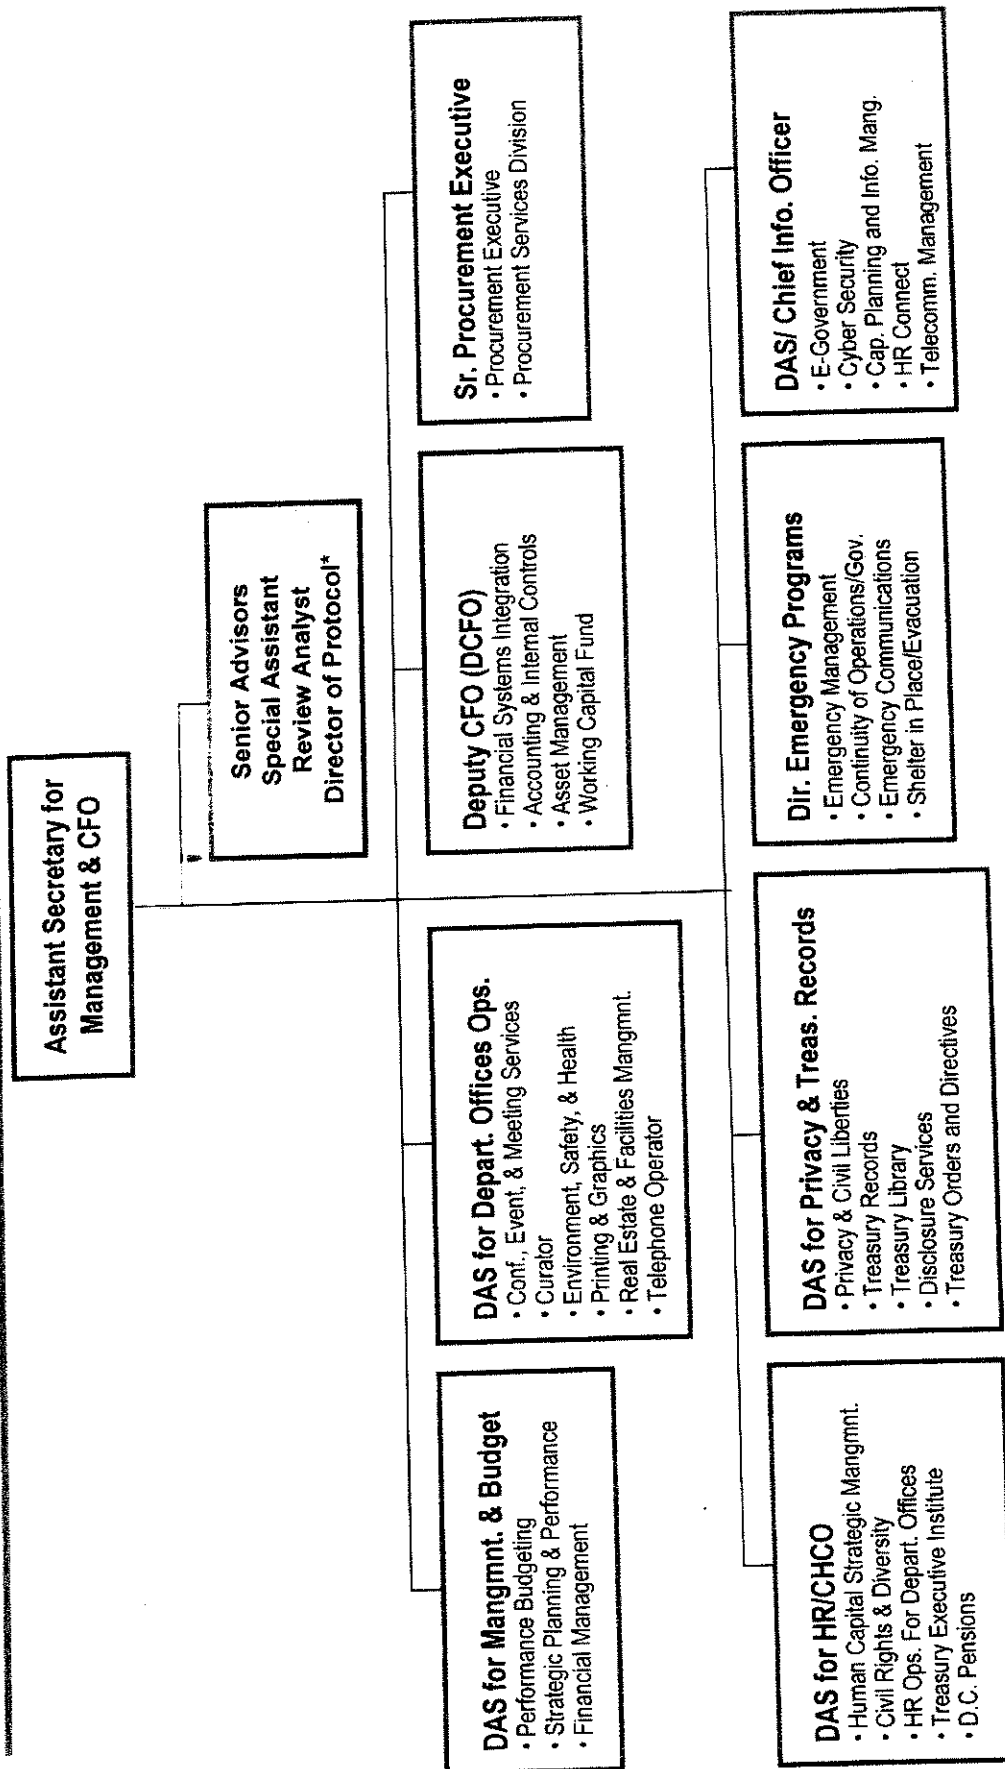 Assistant Secretary for
Management & CFO
Senior Advisors
Special Assistant
Review Analyst
Director of Protocol*
DAS for Mangmnt. & Budget
• Performance Budgeting
• Strategic Planning & Performance
• Financial Management
DAS for Depart. Offices Ops.
• Conf., Event, & Meeting Services
• Curator
• Environment, Safety, & Health
• Printing & Graphics
• Real Estate & Facilities Mangmnt.
• Telephone Operator
Deputy CFO (DCFO)
• Financial Systems Integration
• Accounting & Internal Controls
• Asset Management
• Working Capital Fund
Sr. Procurement Executive
• Procurement Executive
• Procurement Services Division
DAS for HR/CHCO
• Human Capital Strategic Mangmnt.
• Civil Rights & Diversity
• HR Ops. For Depart. Offices
• Treasury Executive Institute
• D.C. Pensions
DAS for Privacy & Treas. Records
• Privacy & Civil Liberties
• Treasury Records
• Treasury Library
• Disclosure Services
• Treasury Orders and Directives
Dir. Emergency Programs
• Emergency Management
• Continuity of Operations/Gov.
• Emergency Communications
• Shelter in Place/Evacuation
DAS/ Chief Info. Officer
• E-Government
• Cyber Security
• Cap. Planning and Info. Mang.
• HR Connect
• Telecomm. Management